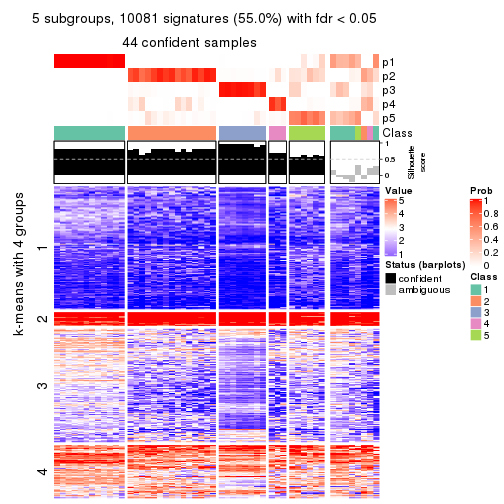 5 subgroups, 10081 signatures (55.0%) with fdr < 0.05
44 confident samples
p1
p2
p3
p4
p5
Class
1
0.5
0
Silhouette
score
k-means with 4 groups
1
2
3
4
Value
5
4
3
2
1
Status (barplots)
confident
ambiguous
Prob
1
0.8
0.6
0.4
0.2
0
Class
1
2
3
4
5